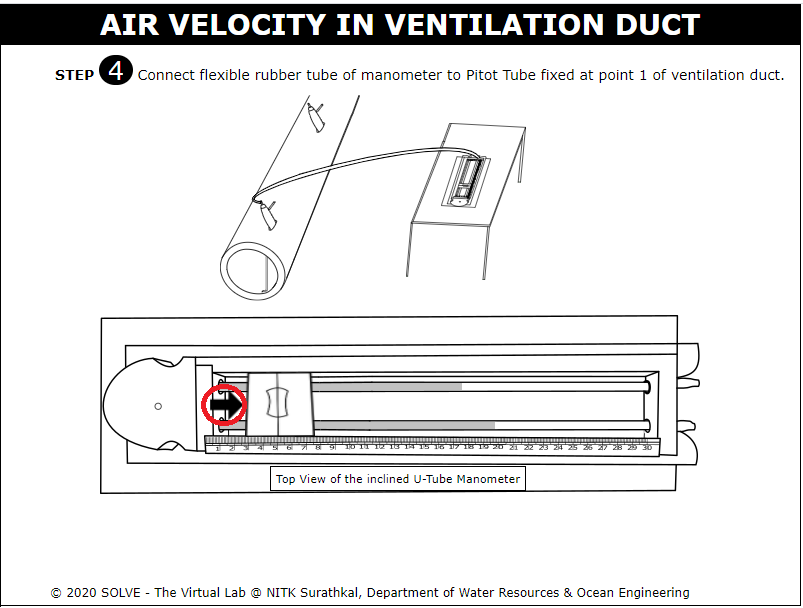 AIR VELOCITY IN VENTILATION DUCT
STEP 4 Connect flexible rubber tube of manometer to Pitot Tube fixed at point 1 of ventilation duct.
1 2 3 4 5 6 7 8 9 10 11 12 13 14 15 16 17 18 19 20 21 22 23 24 25 26 27 28 29 30
Top View of the inclined U-Tube Manometer
© 2020 SOLVE - The Virtual Lab @ NITK Surathkal, Department of Water Resources & Ocean Engineering